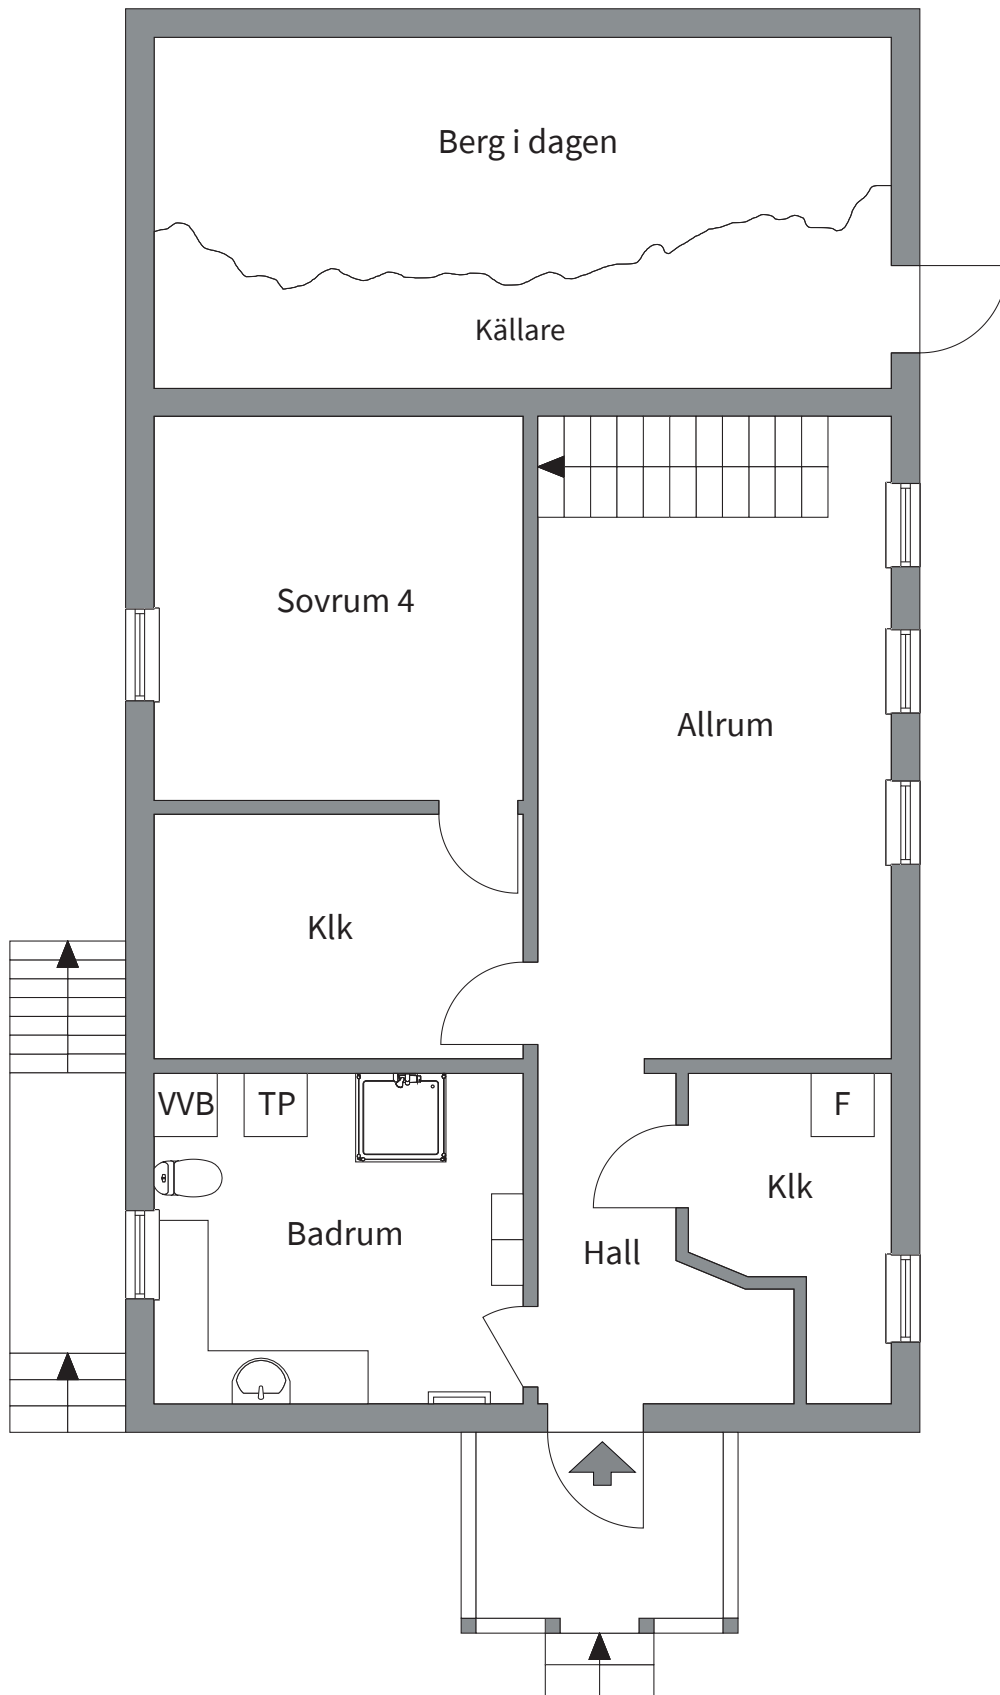 Berg i dagen
Källare
Sovrum 4
Allrum
Klk
VVB
TP
F
Klk
Badrum
Hall